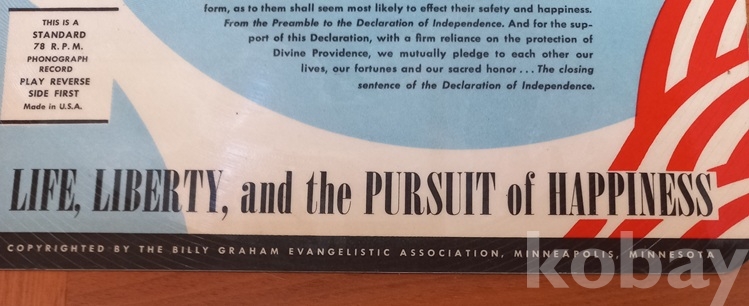 THIS IS A
STANDARD
78 R.P.M.
PHONOGRAPH
RECORD
PLAY REVERSE
SIDE FIRST
Made in U.S.A.
form, as to them shall seem most likely to effect their safety and happiness.
From the Preamble to the Declaration of Independence. And for the sup-
port of this Declaration, with a firm reliance on the protection of
Divine Providence, we mutually pledge to each other our
lives, our fortunes and our sacred honor . . . The closing
sentence of the Declaration of Independence.
LIFE, LIBERTY, and the PURSUIT of HAPPINESS
COPYRIGHTED BY THE BILLY GRAHAM EVANGELISTIC ASSOCIATION, MINNEAPOLIS, MINNESOTA
kobay